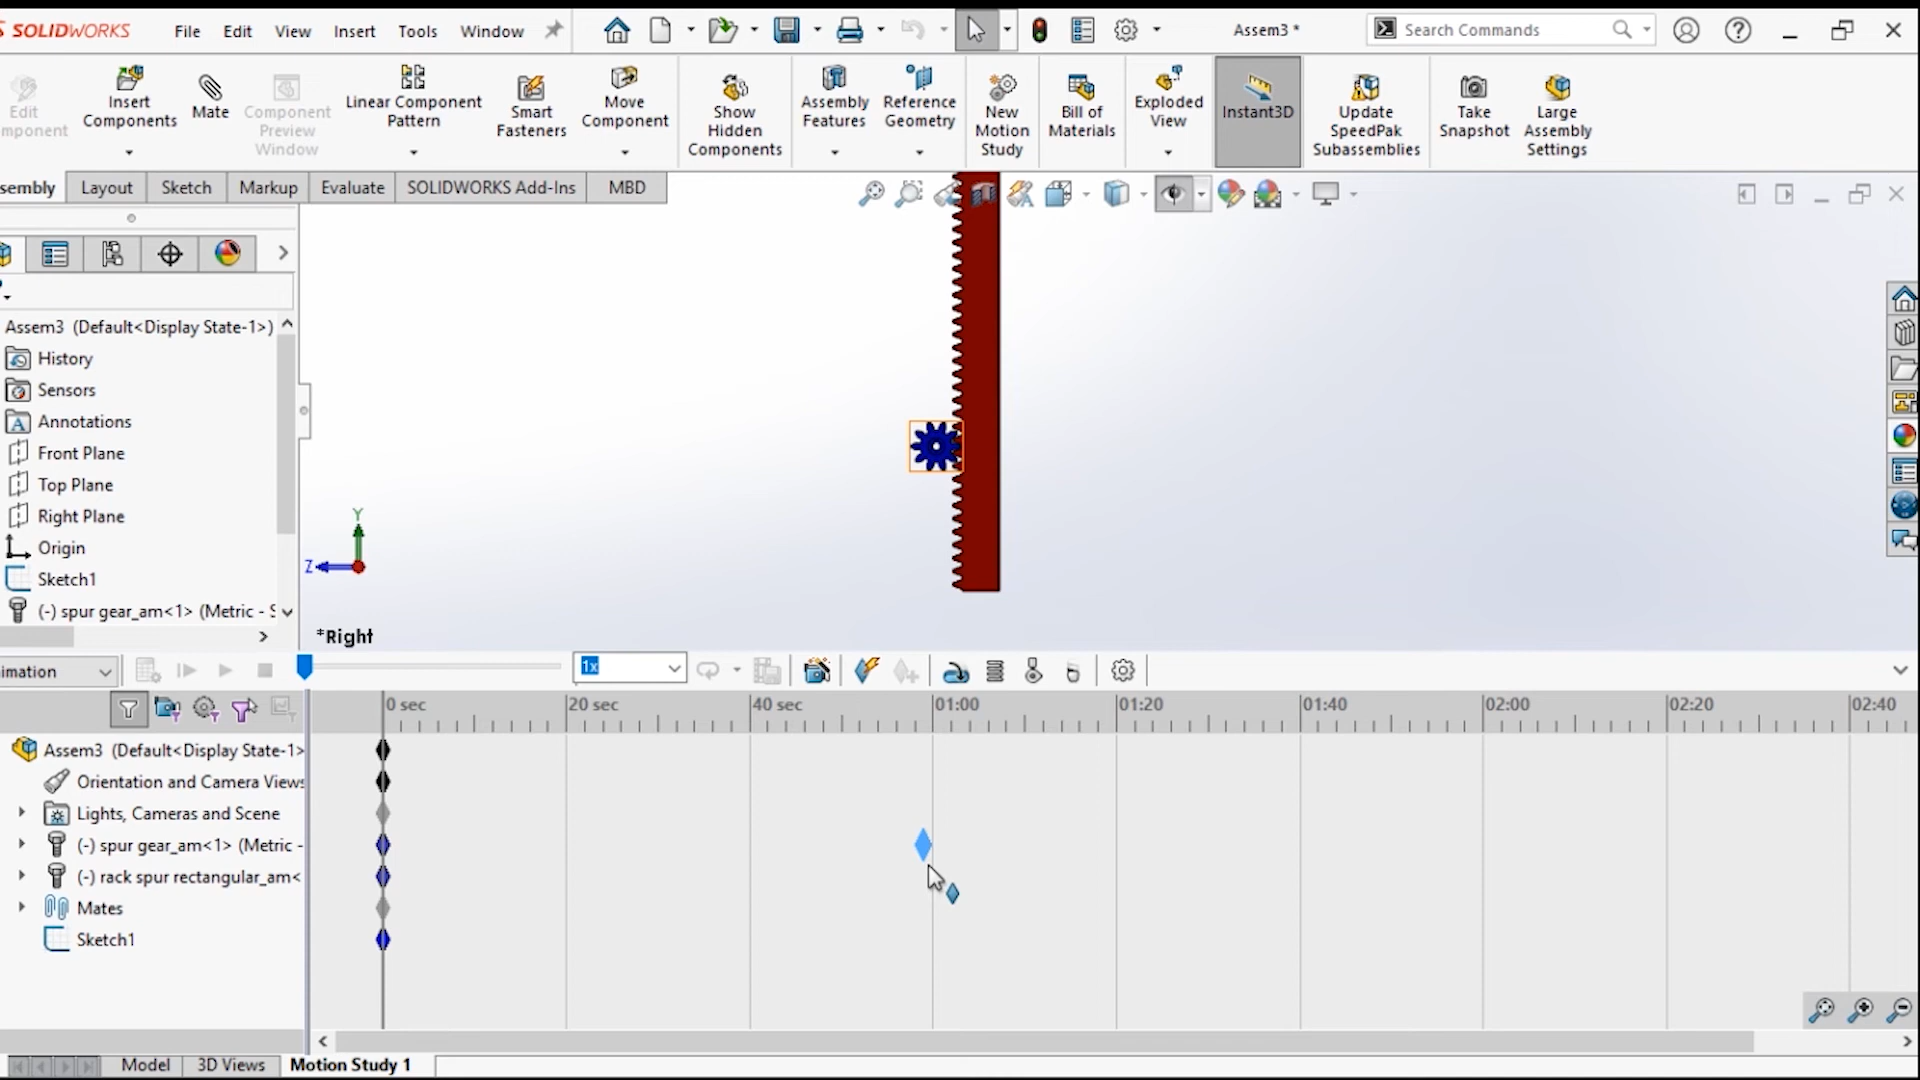 SOLIDWORKS File Edit View Insert Tools Window Assem3 * Search Commands
Edit
mponent
Insert
Components
Mate
Component
Preview
Window
Linear Component
Pattern
Smart
Fasteners
Move
Component
Show
Hidden
Components
Assembly
Features
Reference
Geometry
New
Motion
Study
Bill of
Materials
Exploded
View
Instant3D
Update
SpeedPak
Subassemblies
Take
Snapshot
Large
Assembly
Settings
sembly Layout Sketch Markup Evaluate SOLIDWORKS Add-Ins MBD
Assem3 (Default<Display State-1>)
History
Sensors
Annotations
Front Plane
Top Plane
Right Plane
Origin
Sketch1
(-) spur gear_am<1> (Metric - S
Y
Z
*Right
imation 1x
0 sec 20 sec 40 sec 01:00 01:20 01:40 02:00 02:20 02:40
Assem3 (Default<Display State-1>
Orientation and Camera Views
Lights, Cameras and Scene
(-) spur gear_am<1> (Metric -
(-) rack spur rectangular_am<
Mates
Sketch1
Model 3D Views Motion Study 1